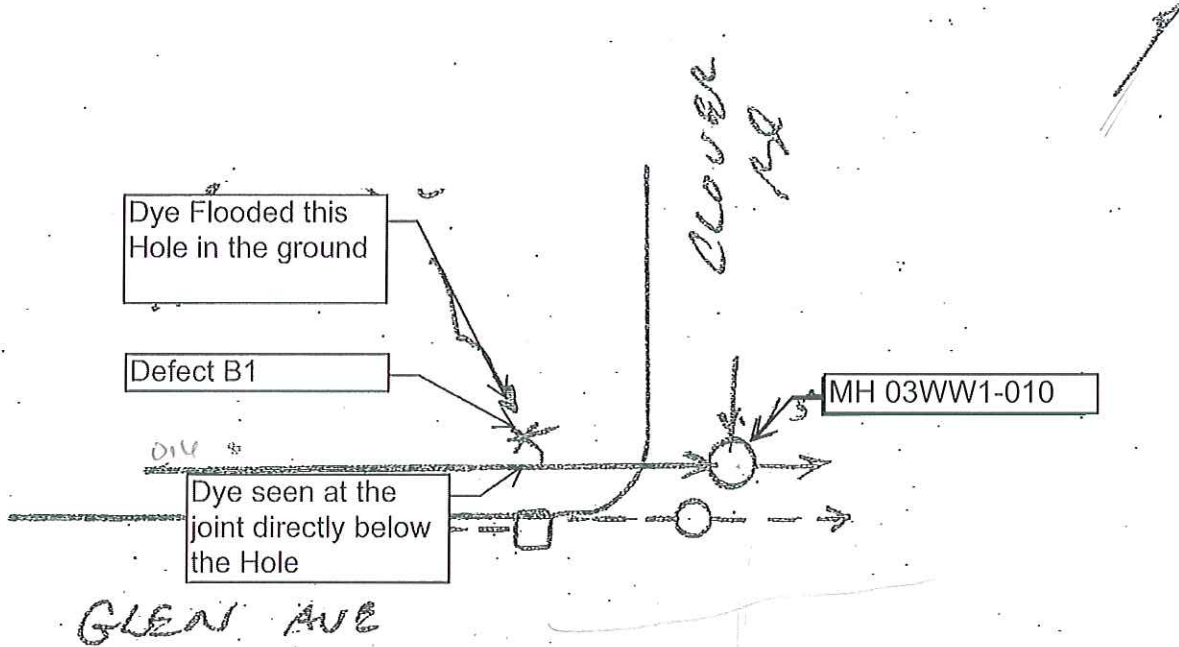 CLOVER
Rd
Dye Flooded this
Hole in the ground
Defect B1
MH 03WW1-010
Dye seen at the
joint directly below
the Hole
GLEN AVE